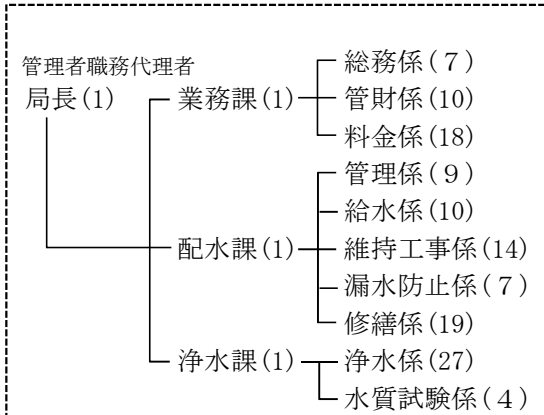 管理者職務代理者
局長(1)
業務課(1)
総務係(７)
管財係(10)
料金係(18)
配水課(1)
管理係(９)
給水係(10)
維持工事係(14)
漏水防止係(７)
修繕係(19)
浄水課(1)
浄水係(27)
水質試験係(４)